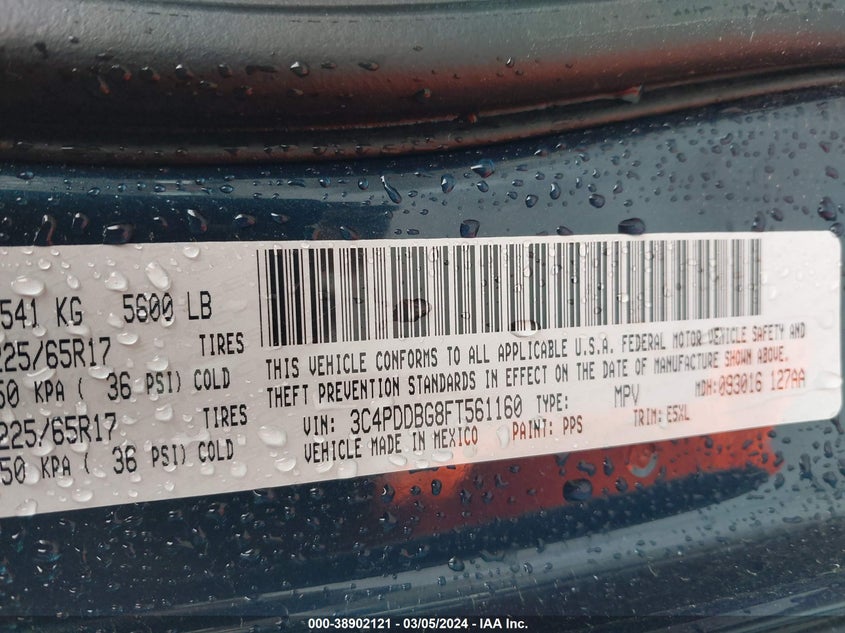 541 KG 5600 LB
225/65R17 TIRES
50 KPA ( 36 PSI) COLD
225/65R17 TIRES
50 KPA ( 36 PSI) COLD
THIS VEHICLE CONFORMS TO ALL APPLICABLE U.S.A. FEDERAL MOTOR VEHICLE SAFETY AND
THEFT PREVENTION STANDARDS IN EFFECT ON THE DATE OF MANUFACTURE SHOWN ABOVE.
VIN: 3C4PDDBG8FT561160 TYPE: MPV MDH: 093016 127AA
VEHICLE MADE IN MEXICO PAINT: PPS TRIM: E5XL
000-38902121 - 03/05/2024 - IAA Inc.